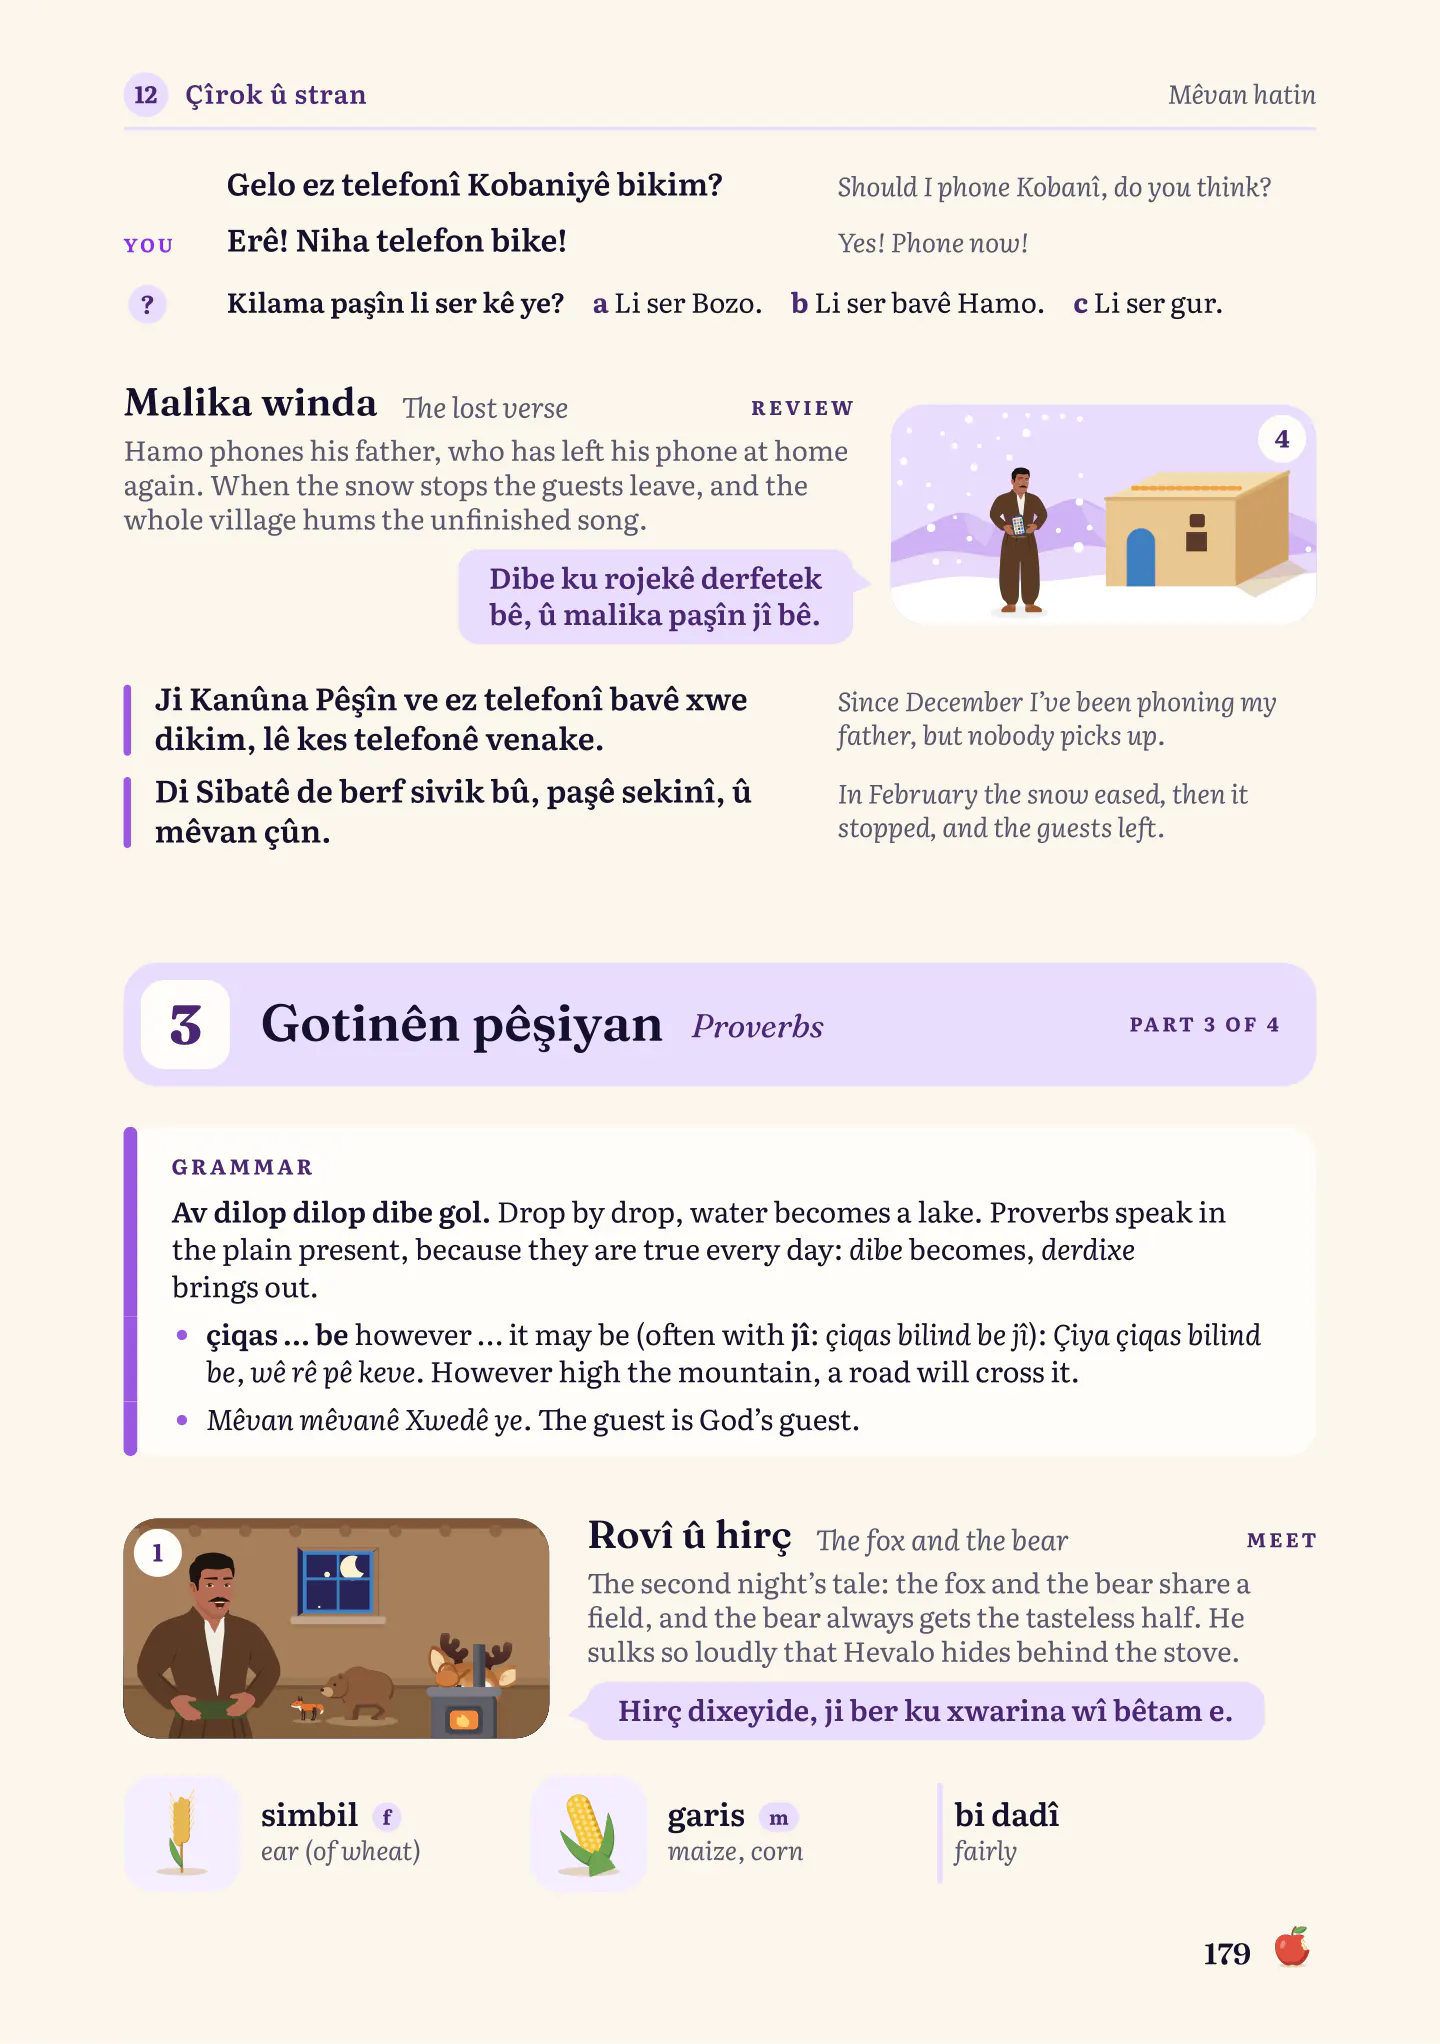 12 Çîrok û stran Mêvan hatin
Gelo ez telefonî Kobaniyê bikim? Should I phone Kobanî, do you think?
YOU Erê! Niha telefon bike! Yes! Phone now!
? Kilama paşîn li ser kê ye? a Li ser Bozo. b Li ser bavê Hamo. c Li ser gur.
Malika winda The lost verse REVIEW
Hamo phones his father, who has left his phone at home
again. When the snow stops the guests leave, and the
whole village hums the unfinished song.
Dibe ku rojekê derfetek
bê, û malika paşîn jî bê.
4
Ji Kanûna Pêşîn ve ez telefonî bavê xwe
dikim, lê kes telefonê venake.
Since December I've been phoning my
father, but nobody picks up.
Di Sibatê de berf sivik bû, paşê sekinî, û
mêvan çûn.
In February the snow eased, then it
stopped, and the guests left.
3 Gotinên pêşiyan Proverbs PART 3 OF 4
GRAMMAR
Av dilop dilop dibe gol. Drop by drop, water becomes a lake. Proverbs speak in
the plain present, because they are true every day: dibe becomes, derdixe
brings out.
• çiqas … be however … it may be (often with jî: çiqas bilind be jî): Çiya çiqas bilind
be, wê rê pê keve. However high the mountain, a road will cross it.
• Mêvan mêvanê Xwedê ye. The guest is God's guest.
1
Rovî û hirç The fox and the bear MEET
The second night's tale: the fox and the bear share a
field, and the bear always gets the tasteless half. He
sulks so loudly that Hevalo hides behind the stove.
Hirç dixeyide, ji ber ku xwarina wî bêtam e.
simbil f
ear (of wheat)
garis m
maize, corn
bi dadî
fairly
179